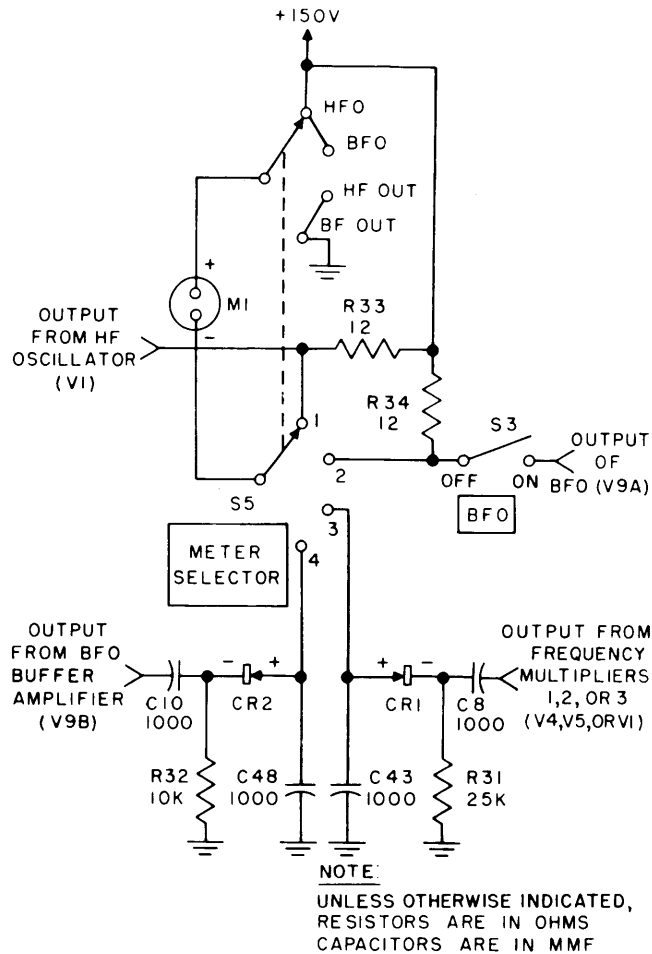 +150V
HFO
BFO
HF OUT
BF OUT
+
M1
-
OUTPUT
FROM HF
OSCILLATOR
(V1)
R33
12
R34
12
1
S3
2
OUTPUT
OF
BFO (V9A)
OFF
ON
S5
BFO
3
METER
SELECTOR
4
OUTPUT
FROM BFO
BUFFER
AMPLIFIER
(V9B)
OUTPUT FROM
FREQUENCY
MULTIPLIERS
1,2, OR 3
(V4,V5,ORV1)
- +
+ -
C10
1000
CR2
CR1
C8
1000
R32
10K
C48
1000
C43
1000
R31
25K
NOTE:
UNLESS OTHERWISE INDICATED,
RESISTORS ARE IN OHMS
CAPACITORS ARE IN MMF